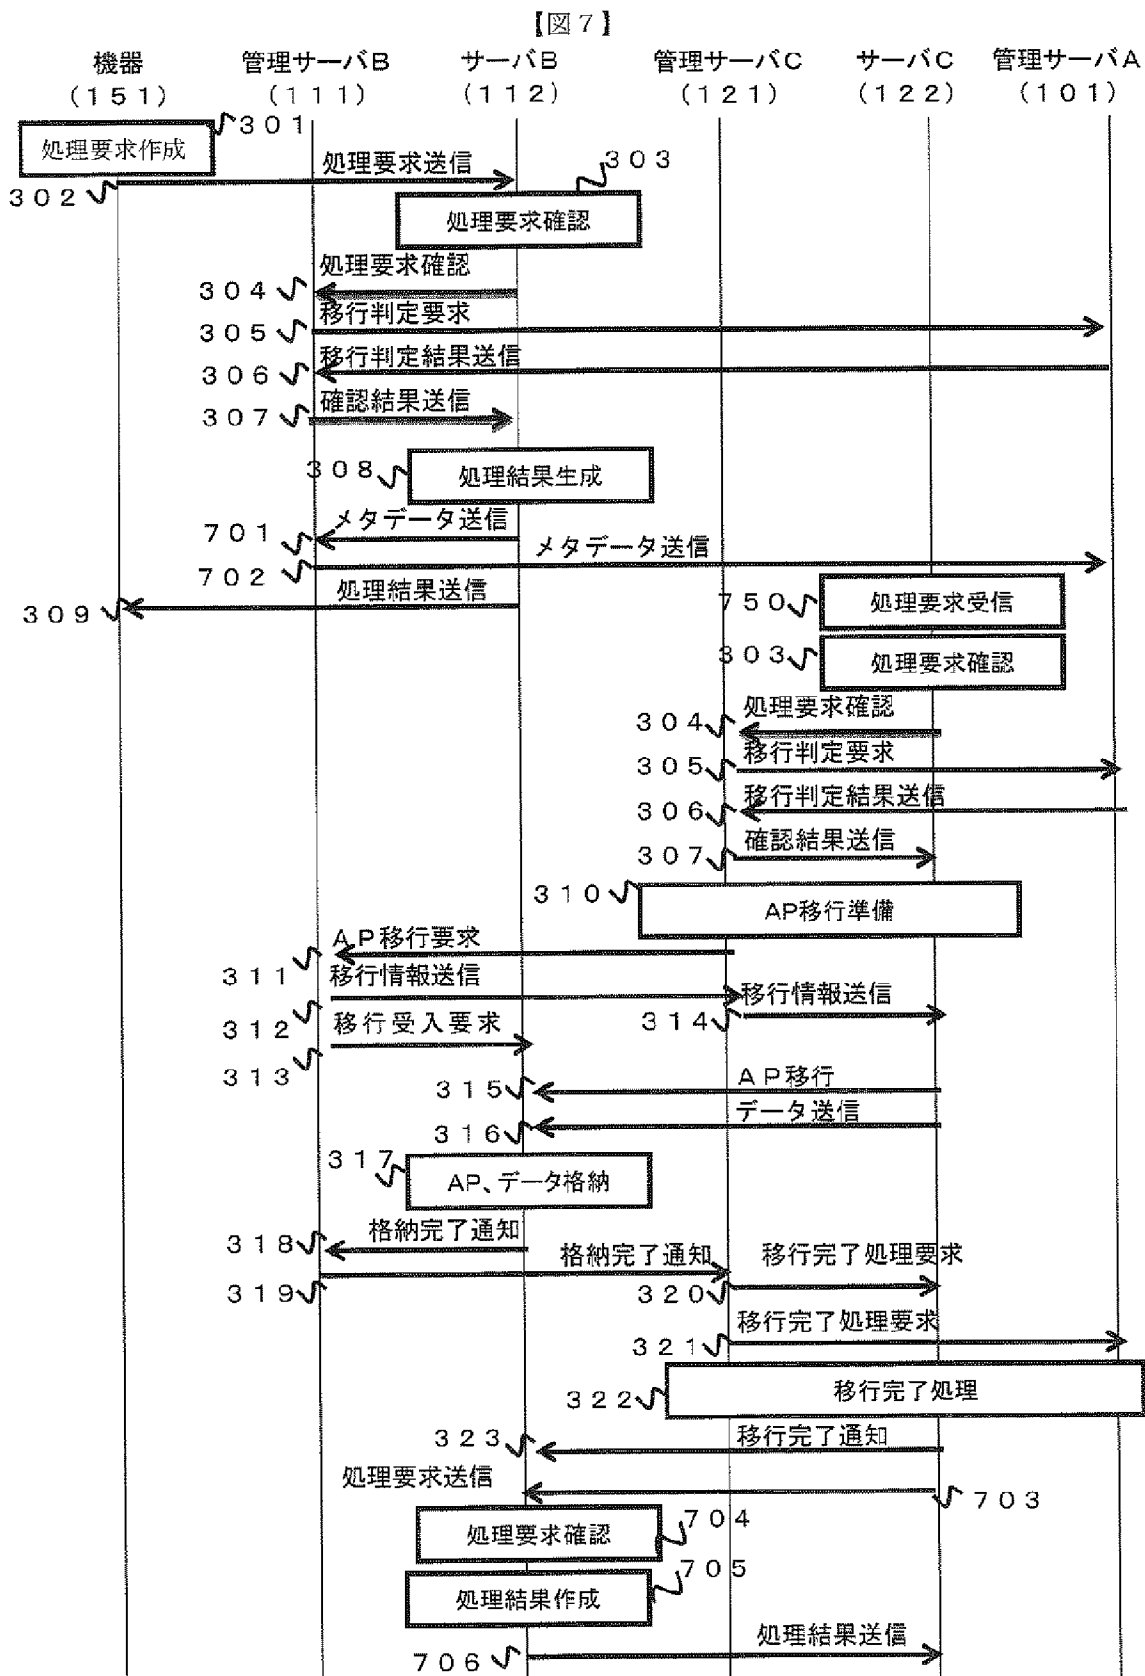 【図７】
機器 管理サーバB サーバB 管理サーバC サーバC 管理サーバA
(151) (111) (112) (121) (122) (101)
301
処理要求作成
処理要求送信
303
302
処理要求確認
処理要求確認
304
移行判定要求
305
移行判定結果送信
306
確認結果送信
307
308
処理結果生成
メタデータ送信
701
メタデータ送信
702
処理結果送信
309
750
処理要求受信
303
処理要求確認
処理要求確認
304
移行判定要求
305
移行判定結果送信
306
確認結果送信
307
310
AP移行準備
AP移行要求
311
移行情報送信
移行情報送信
312
314
移行受入要求
313
AP移行
315
データ送信
316
317
AP、データ格納
格納完了通知
318
格納完了通知
移行完了処理要求
319
320
移行完了処理要求
321
322
移行完了処理
移行完了通知
323
処理要求送信
703
704
処理要求確認
705
処理結果作成
処理結果送信
706